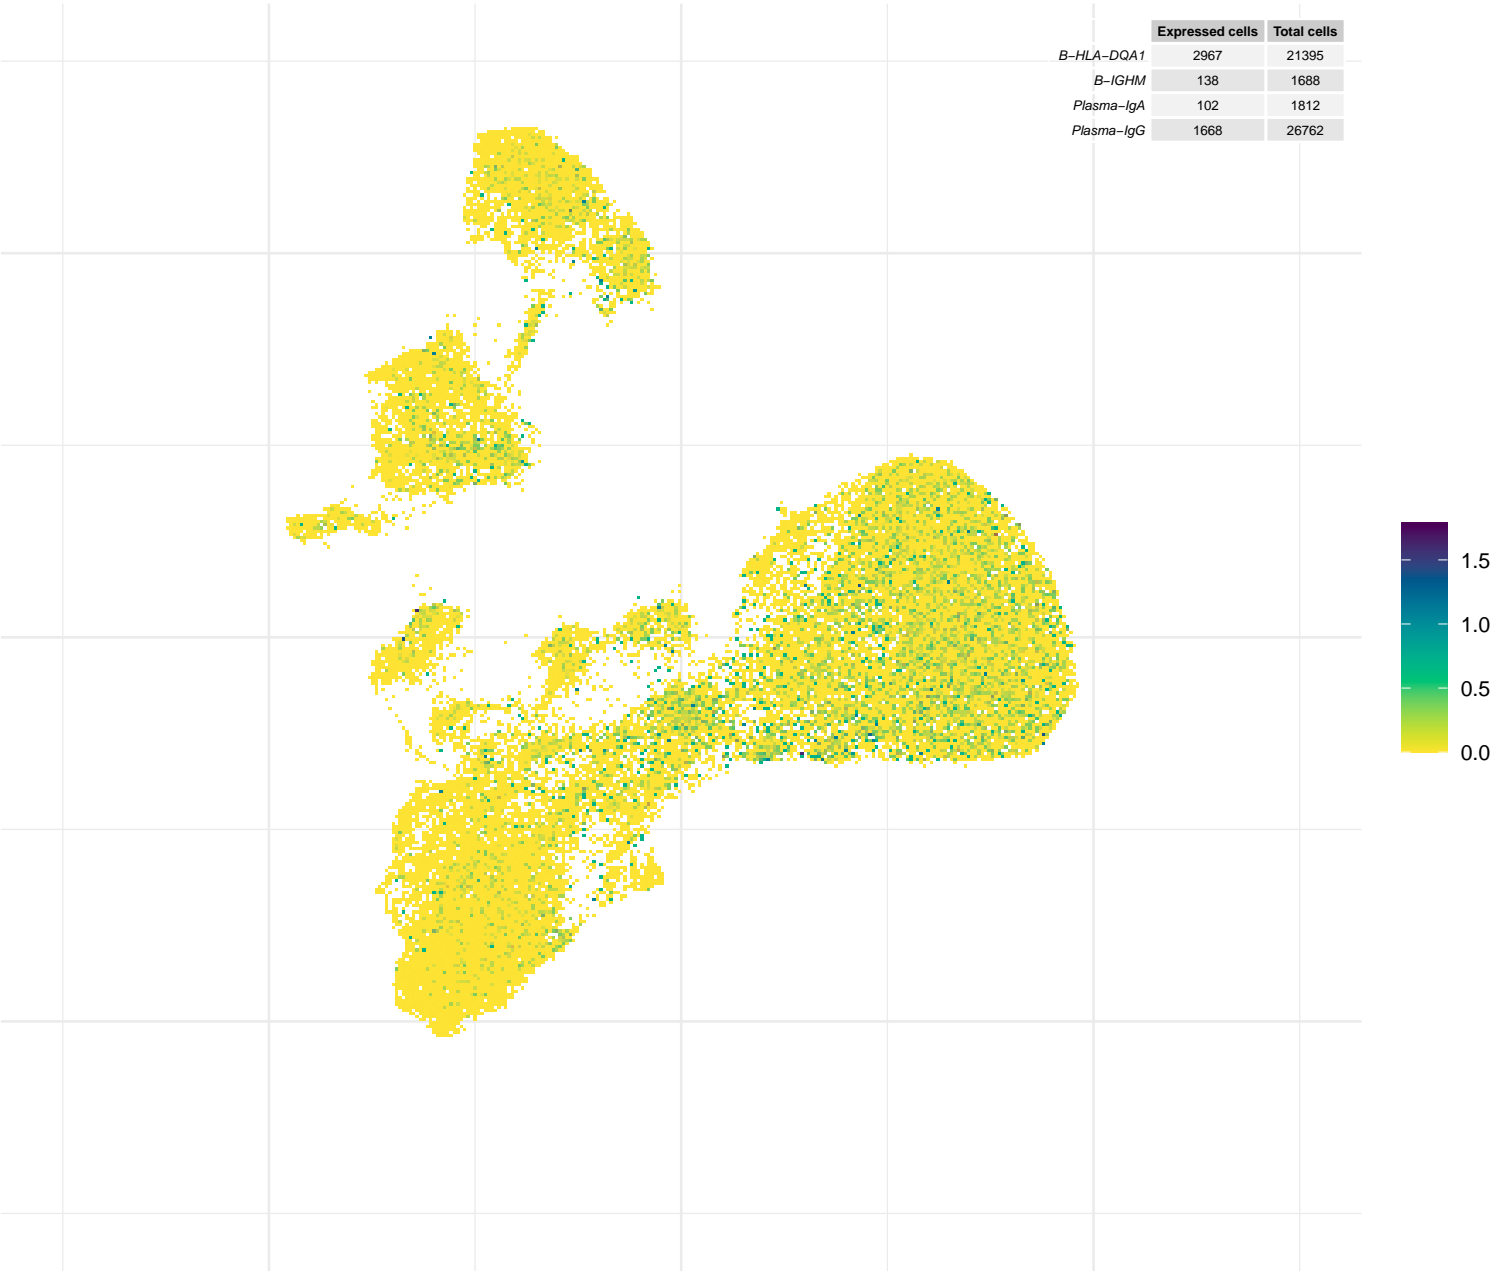 Expressed cells Total cells
B−HLA−DQA1 2967 21395
B−IGHM 138 1688
Plasma−IgA 102 1812
Plasma−IgG 1668 26762
1.5
1.0
0.5
0.0